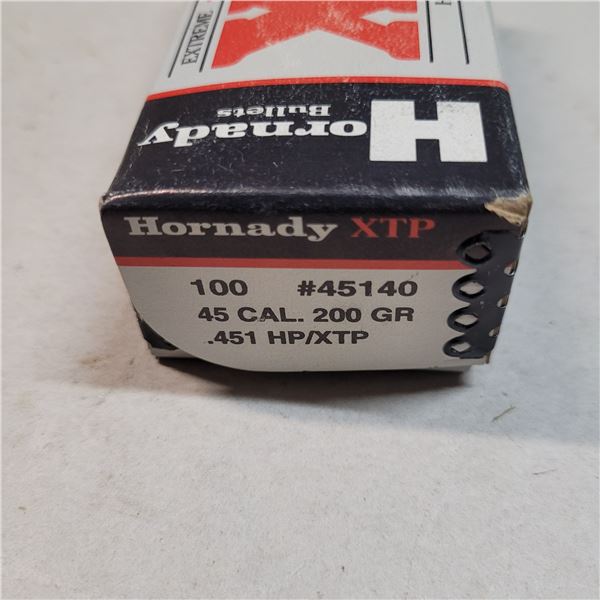 EXTREME
X
Hornady
Bullets
Hornady XTP
100 #45140
45 CAL. 200 GR
.451 HP/XTP